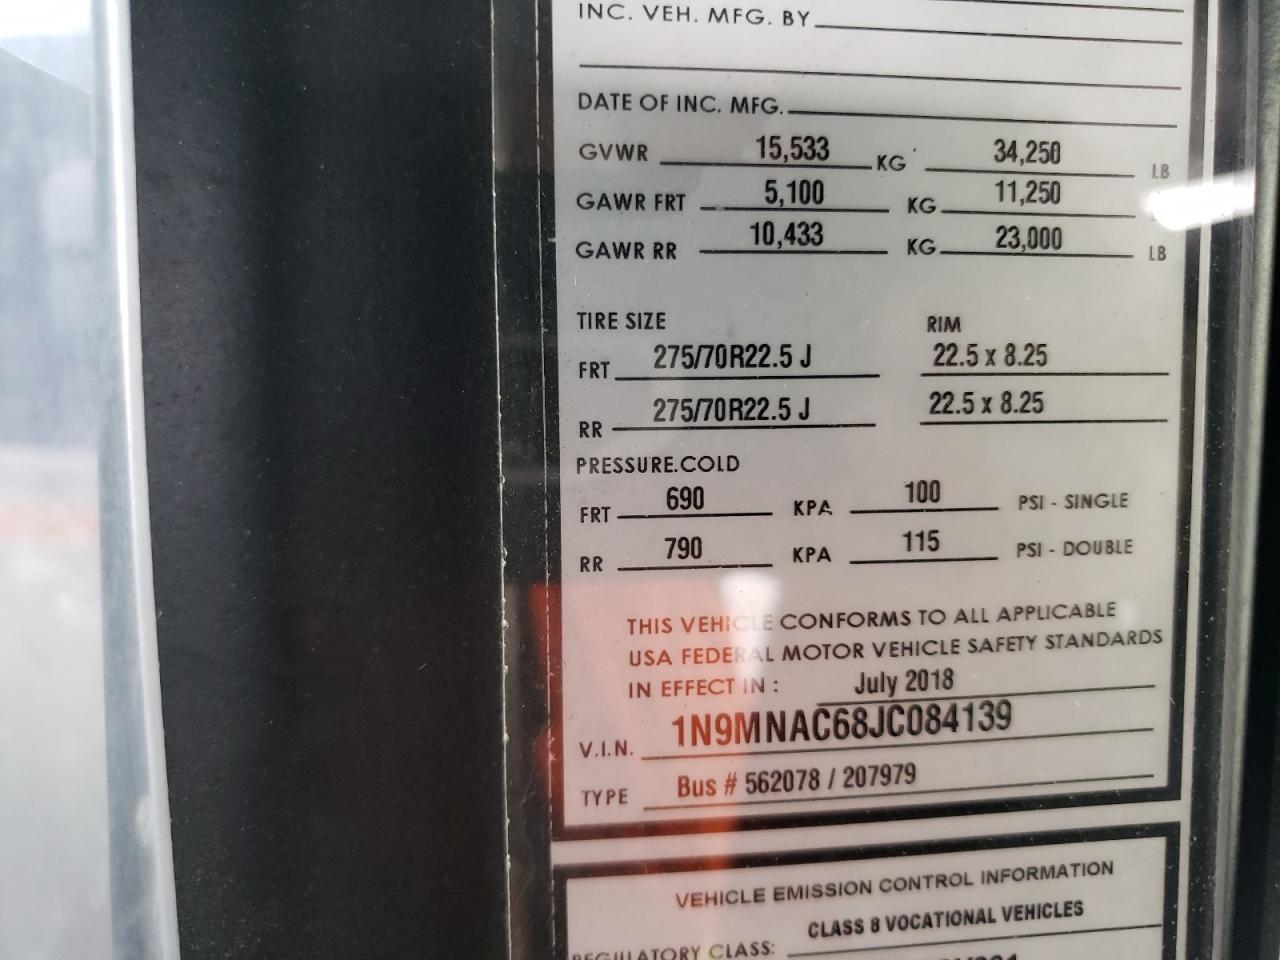 INC. VEH. MFG. BY
DATE OF INC. MFG.
GVWR 15,533 KG 34,250 LB
GAWR FRT 5,100 KG 11,250
GAWR RR 10,433 KG 23,000 LB
TIRE SIZE RIM
FRT 275/70R22.5 J 22.5 x 8.25
RR 275/70R22.5 J 22.5 x 8.25
PRESSURE.COLD
FRT 690 KPA 100 PSI - SINGLE
RR 790 KPA 115 PSI - DOUBLE
THIS VEHICLE CONFORMS TO ALL APPLICABLE
USA FEDERAL MOTOR VEHICLE SAFETY STANDARDS
IN EFFECT IN : July 2018
V.I.N. 1N9MNAC68JC084139
TYPE Bus # 562078 / 207979
VEHICLE EMISSION CONTROL INFORMATION
CLASS 8 VOCATIONAL VEHICLES
REGULATORY CLASS: